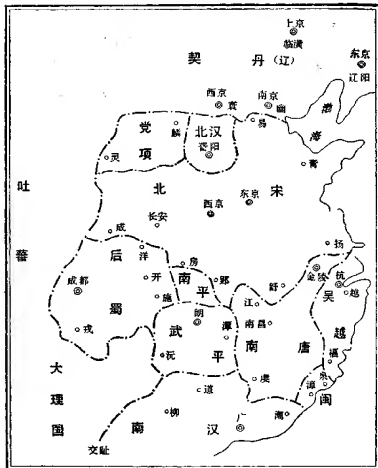 上京
临潢
契丹(辽)
东京
辽阳
西京
南京
幽
渤
海
易
党
项
麟
灵
北汉
晋阳
青
吐
蕃
北
宋
西京
东京
长安
成
扬
后
蜀
洋
开
施
成都
戎
房
南
平
郢
舒
金陵
杭
越
吴
越
江
武
平
朗
潭
沅
南
唐
南昌
虔
福
泉
漳
闽
大
理
国
道
柳
南
汉
广
潮
交趾